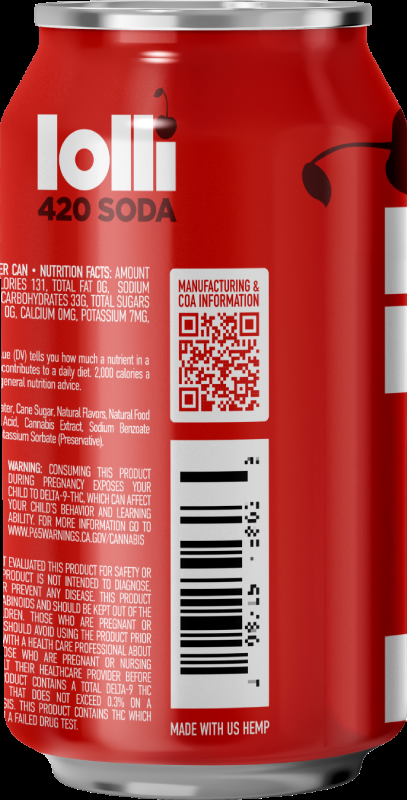 lolli
420 SODA
ER CAN • NUTRITION FACTS: AMOUNT
LORIES 131, TOTAL FAT 0G, SODIUM
CARBOHYDRATES 33G, TOTAL SUGARS
0G, CALCIUM 0MG, POTASSIUM 7MG,
lue (DV) tells you how much a nutrient in a
contributes to a daily diet. 2,000 calories a
general nutrition advice.
ater, Cane Sugar, Natural Flavors, Natural Food
Acid, Cannabis Extract, Sodium Benzoate
tassium Sorbate (Preservative).
WARNING: CONSUMING THIS PRODUCT
DURING PREGNANCY EXPOSES YOUR
CHILD TO DELTA-9-THC, WHICH CAN AFFECT
YOUR CHILD'S BEHAVIOR AND LEARNING
ABILITY. FOR MORE INFORMATION GO TO
WWW.P65WARNINGS.CA.GOV/CANNABIS
T EVALUATED THIS PRODUCT FOR SAFETY OR
PRODUCT IS NOT INTENDED TO DIAGNOSE,
R PREVENT ANY DISEASE. THIS PRODUCT
ABINOIDS AND SHOULD BE KEPT OUT OF THE
LDREN. THOSE WHO ARE PREGNANT OR
SHOULD AVOID USING THE PRODUCT PRIOR
WITH A HEALTH CARE PROFESSIONAL ABOUT
OSE WHO ARE PREGNANT OR NURSING
LT THEIR HEALTHCARE PROVIDER BEFORE
ODUCT CONTAINS A TOTAL DELTA-9 THC
THAT DOES NOT EXCEED 0.3% ON A
SIS. THIS PRODUCT CONTAINS THC WHICH
A FAILED DRUG TEST.
MANUFACTURING &
COA INFORMATION
MADE WITH US HEMP